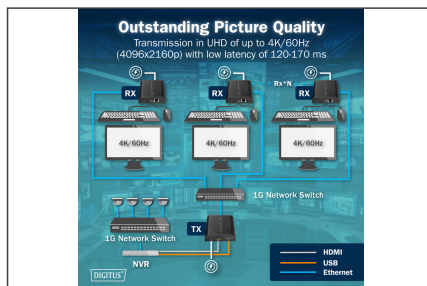 Outstanding Picture Quality
Transmission in UHD of up to 4K/60Hz
(4096x2160p) with low latency of 120-170 ms
RX
RX
Rx*N
RX
4K/60Hz
4K/60Hz
4K/60Hz
1G Network Switch
1G Network Switch
TX
NVR
HDMI
USB
Ethernet
DIGITUS®